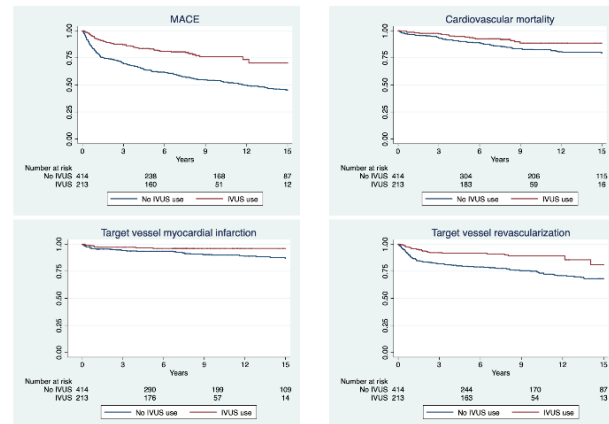 MACE
1.00
0.75
0.50
0.25
0.00
0 3 6 9 12 15
Years
Number at risk
No IVUS 414 238 168 87
IVUS 213 160 51 12
No IVUS use IVUS use
Cardiovascular mortality
1.00
0.75
0.50
0.25
0.00
0 3 6 9 12 15
Years
Number at risk
No IVUS 414 304 206 115
IVUS 213 183 59 16
No IVUS use IVUS use
Target vessel myocardial infarction
1.00
0.75
0.50
0.25
0.00
0 3 6 9 12 15
Years
Number at risk
No IVUS 414 290 199 109
IVUS 213 176 57 14
No IVUS use IVUS use
Target vessel revascularization
1.00
0.75
0.50
0.25
0.00
0 3 6 9 12 15
Years
Number at risk
No IVUS 414 244 170 87
IVUS 213 163 54 13
No IVUS use IVUS use